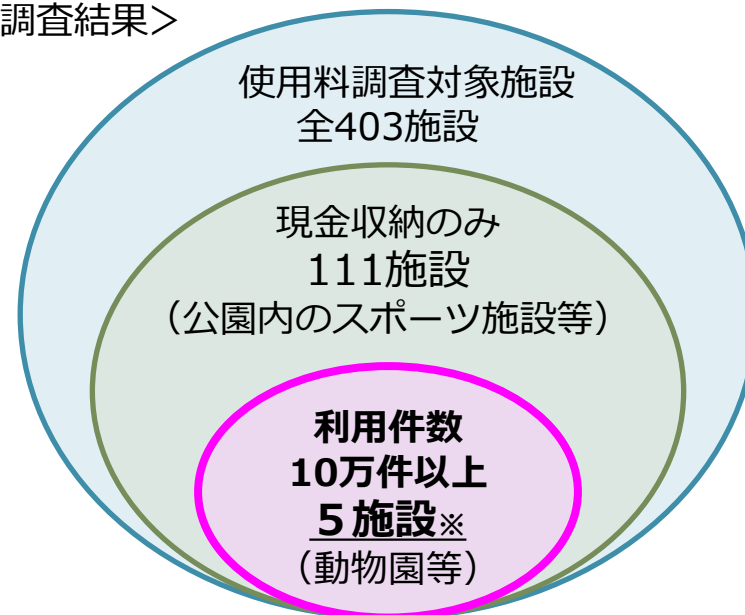 調査結果＞
使用料調査対象施設
全403施設
現金収納のみ
111施設
（公園内のスポーツ施設等）
利用件数
10万件以上
５施設※
（動物園等）